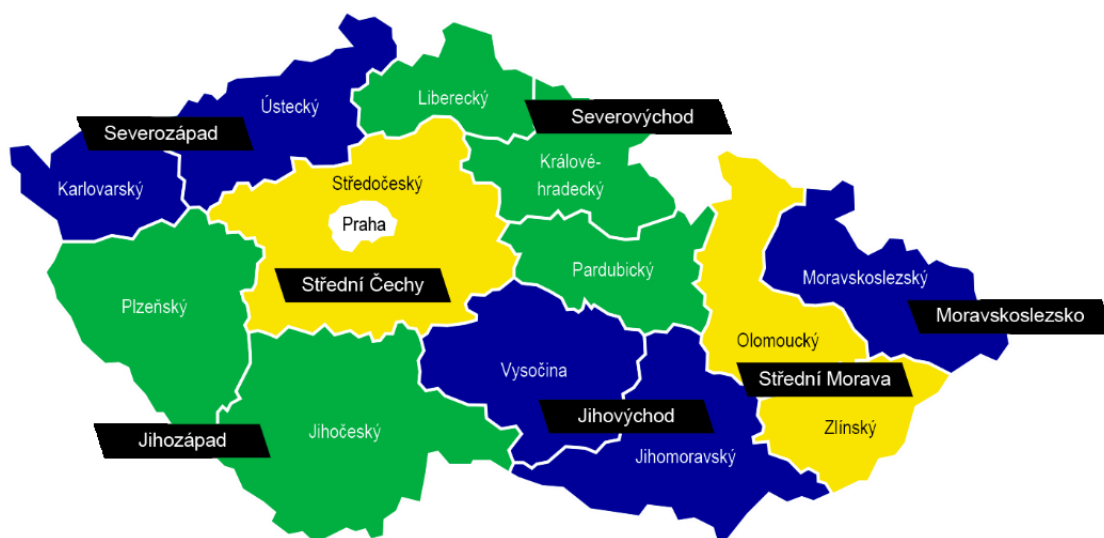 Ústecký
Liberecký
Severozápad
Severovýchod
Karlovarský
Středočeský
Králové-
hradecký
Praha
Plzeňský
Střední Čechy
Pardubický
Moravskoslezský
Moravskoslezsko
Olomoucký
Vysočina
Střední Morava
Jihozápad
Jihočeský
Jihovýchod
Zlínský
Jihomoravský